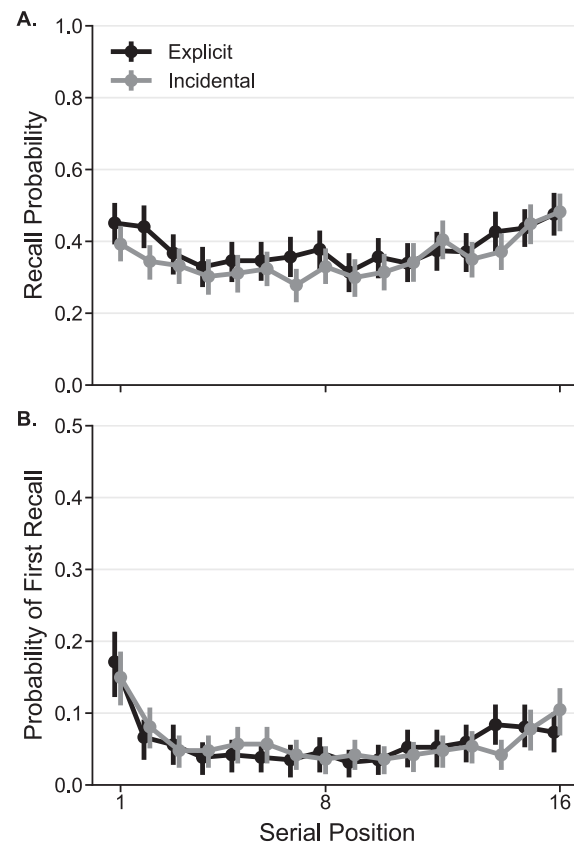 A.
1.0
Explicit
Incidental
0.8
0.6
0.4
0.2
0.0
Recall Probability
B.
0.5
0.4
0.3
0.2
0.1
0.0
Probability of First Recall
1 8 16
Serial Position